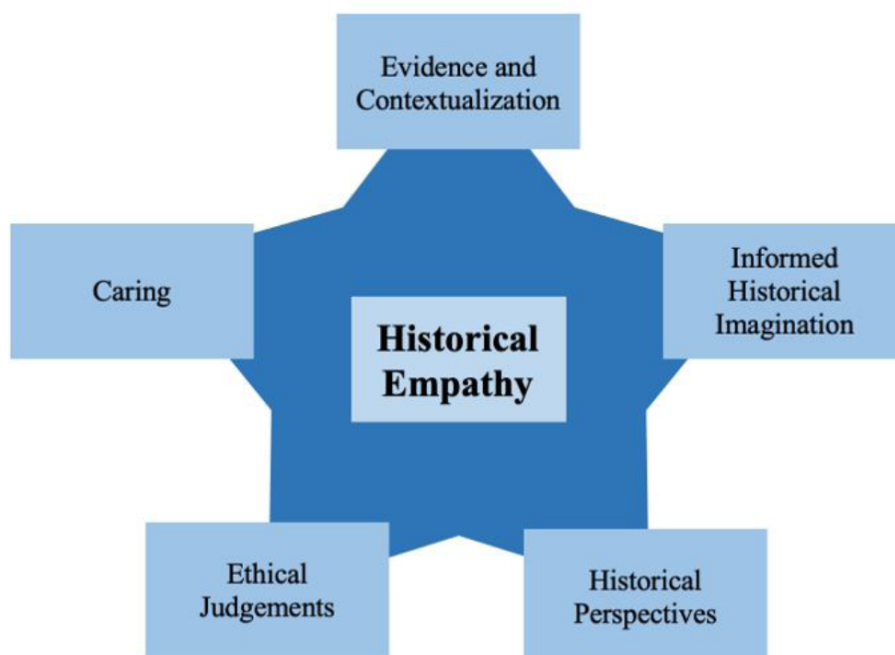 Evidence and
Contextualization
Caring
Informed
Historical
Imagination
Historical
Empathy
Ethical
Judgements
Historical
Perspectives